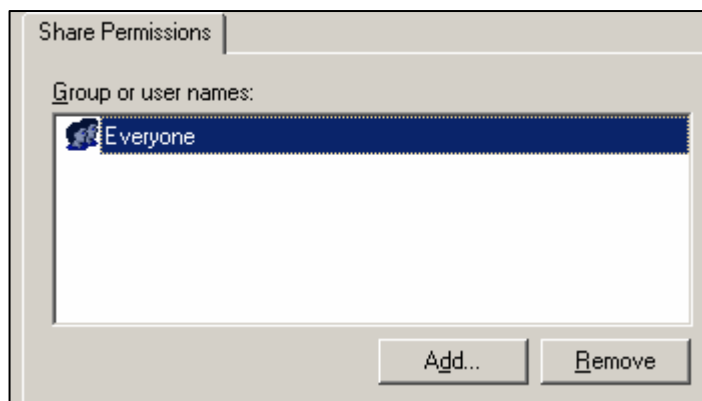 Share Permissions
Group or user names:
Everyone
Add... Remove